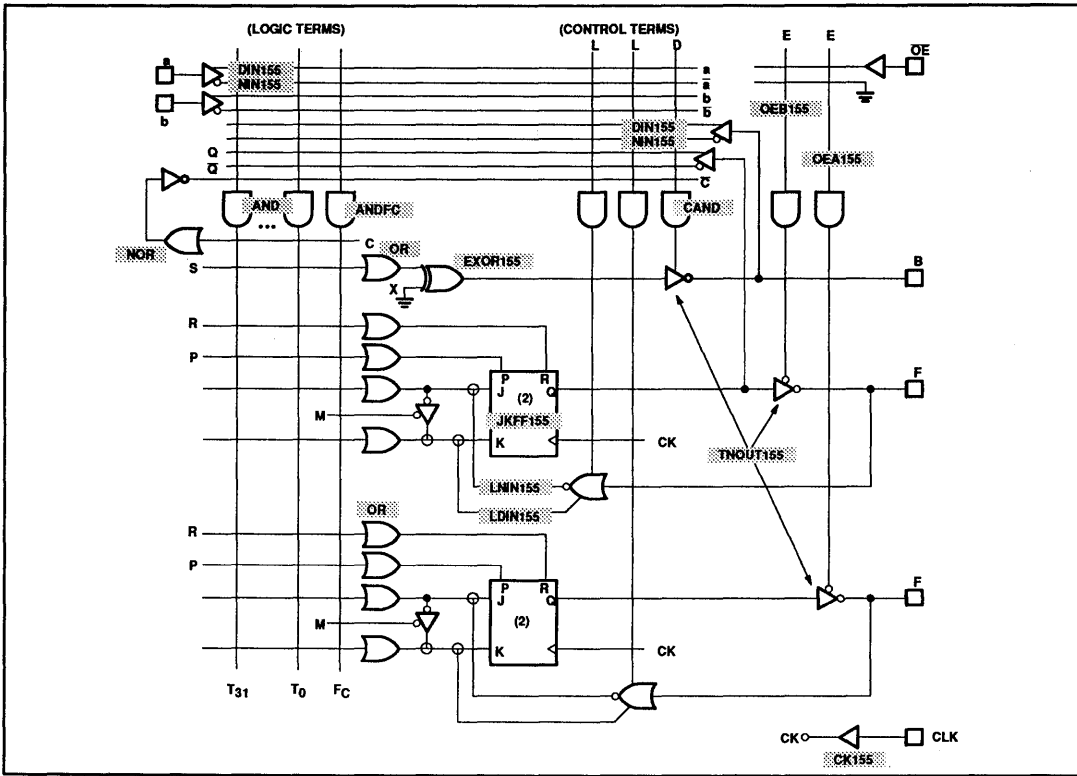 (LOGIC TERMS)
(CONTROL TERMS)
L L D
E E
OE
a
DIN155
NIN155
a
a
b
b
b
OEB155
DIN155
NIN155
Q
Q
C
OEA155
AND
...
ANDFC
CAND
NOR
C
OR
S
EXOR155
X
B
R
P
P R
J Q
(2)
F
M
JKFF155
K
CK
TNOUT155
LNIN155
LDIN155
OR
R
P
P R
J Q
(2)
F
M
K
CK
T31 T0 FC
CK
CLK
CK155